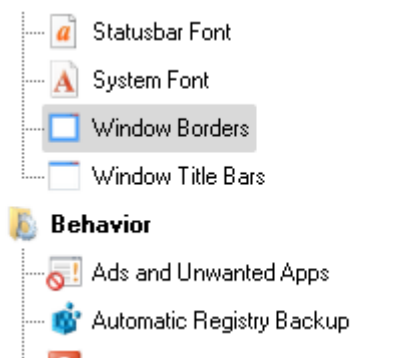 Statusbar Font
System Font
Window Borders
Window Title Bars
Behavior
Ads and Unwanted Apps
Automatic Registry Backup